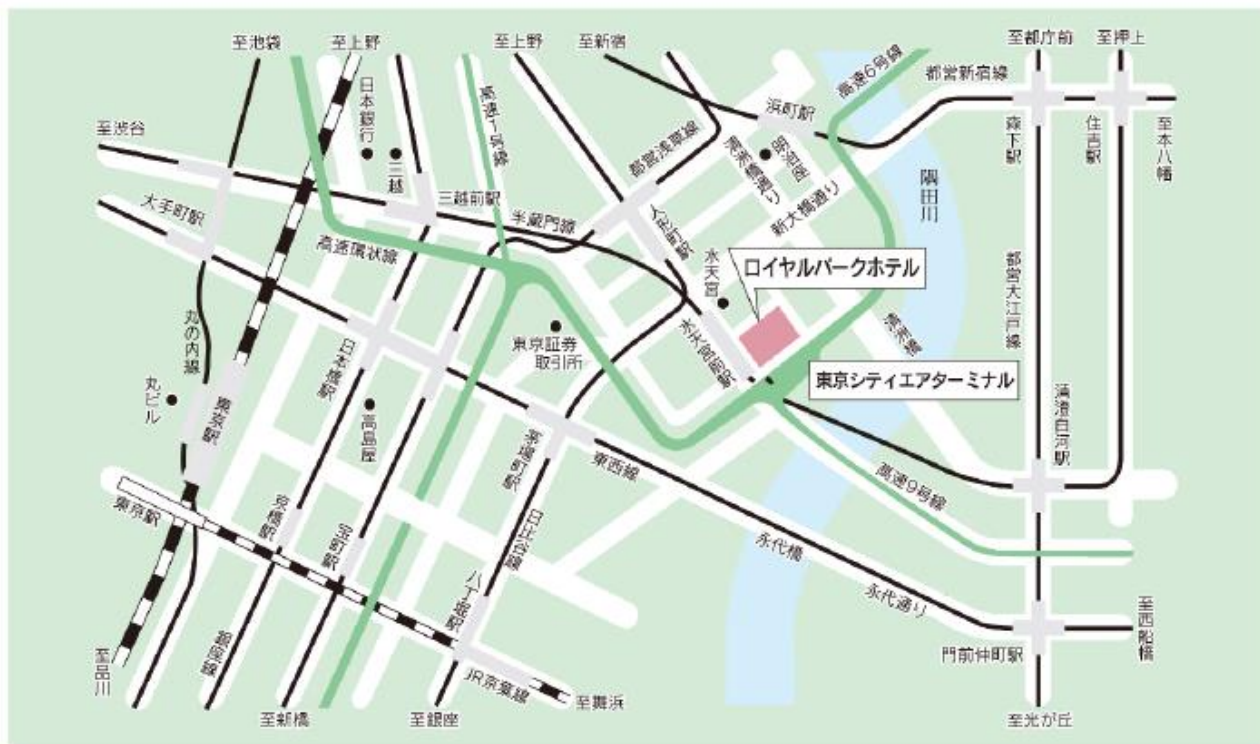 至池袋
至上野
至上野
至新宿
至都庁前
至押上
高速6号線
都営新宿線
日本銀行
高速1号線
浜町駅
至渋谷
都営浅草線
清洲橋通り
明治座
森下駅
住吉駅
至本八幡
三越
大手町駅
三越前駅
半蔵門線
人形町駅
新大橋通り
隅田川
高速環状線
水天宮
ロイヤルパークホテル
都営大江戸線
丸の内線
東京証券
取引所
水天宮前駅
清洲橋
日本橋駅
東京シティエアターミナル
丸ビル
東京駅
高島屋
清澄白河駅
茅場町駅
東西線
高速9号線
東京駅
京橋駅
宝町駅
日比谷線
永代橋
八丁堀駅
永代通り
至西船橋
銀座線
門前仲町駅
至品川
JR京葉線
至舞浜
至新橋
至銀座
至光が丘